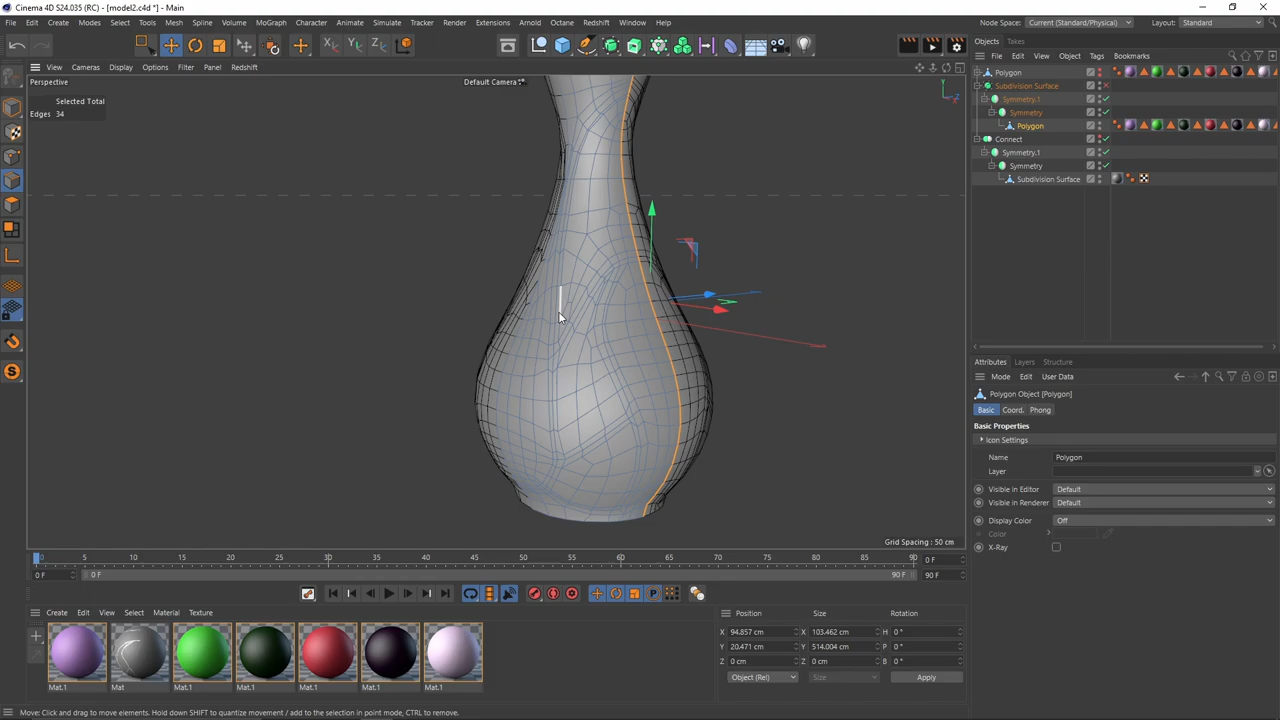 Cinema 4D S24.035 (RC) - [model2.c4d *] - Main
File Edit Create Modes Select Tools Mesh Spline Volume MoGraph Character Animate Simulate Tracker Render Extensions Arnold Octane Redshift Window Help Node Space: Current (Standard/Physical) Layout: Standard
Objects Takes
File Edit View Object Tags Bookmarks
View Cameras Display Options Filter Panel Redshift
Perspective
Default Camera
Selected Total
Edges 34
Y
Z
Polygon
Subdivision Surface
Symmetry.1
Symmetry
Polygon
Connect
Symmetry.1
Symmetry
Subdivision Surface
Attributes Layers Structure
Mode Edit User Data
Polygon Object [Polygon]
Basic Coord. Phong
Basic Properties
Icon Settings
Name Polygon
Layer
Visible in Editor Default
Visible in Renderer Default
Display Color Off
Color
X-Ray
Grid Spacing : 50 cm
0 5 10 15 20 25 30 35 40 45 50 55 60 65 70 75 80 85 90 0 F
0 F 0 F 90 F 90 F
Create Edit View Select Material Texture
Mat.1 Mat Mat.1 Mat.1 Mat.1 Mat.1 Mat.1
Position Size Rotation
X 94.857 cm X 103.462 cm H 0 °
Y 20.471 cm Y 514.004 cm P 0 °
Z 0 cm Z 0 cm B 0 °
Object (Rel) Size Apply
Move: Click and drag to move elements. Hold down SHIFT to quantize movement / add to the selection in point mode, CTRL to remove.